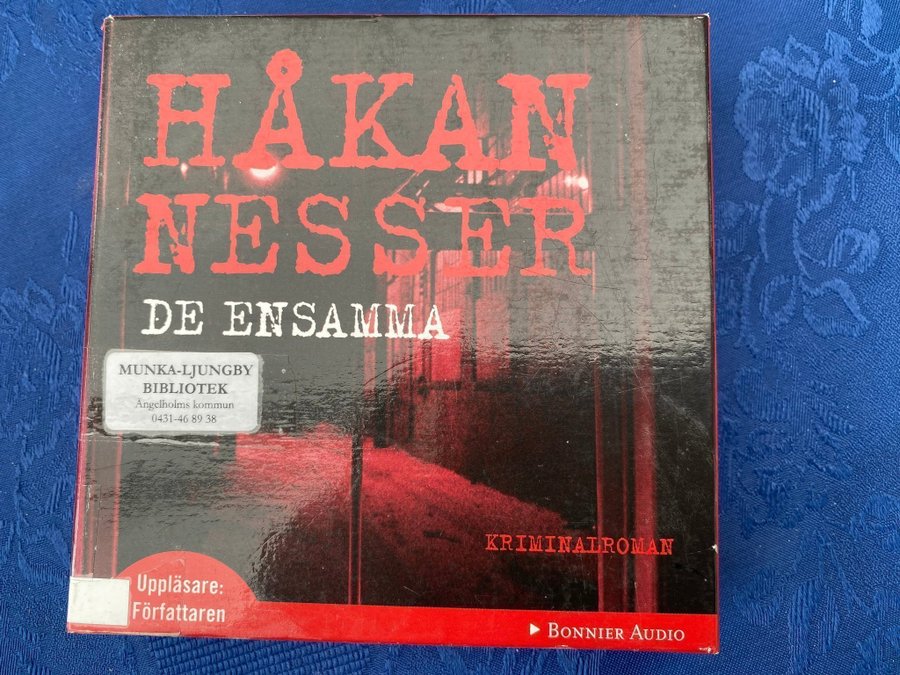 HÅKAN
NESSER
DE ENSAMMA
MUNKA-LJUNGBY
BIBLIOTEK
Ängelholms kommun
0431-46 89 38
KRIMINALROMAN
Uppläsare:
Författaren
BONNIER AUDIO